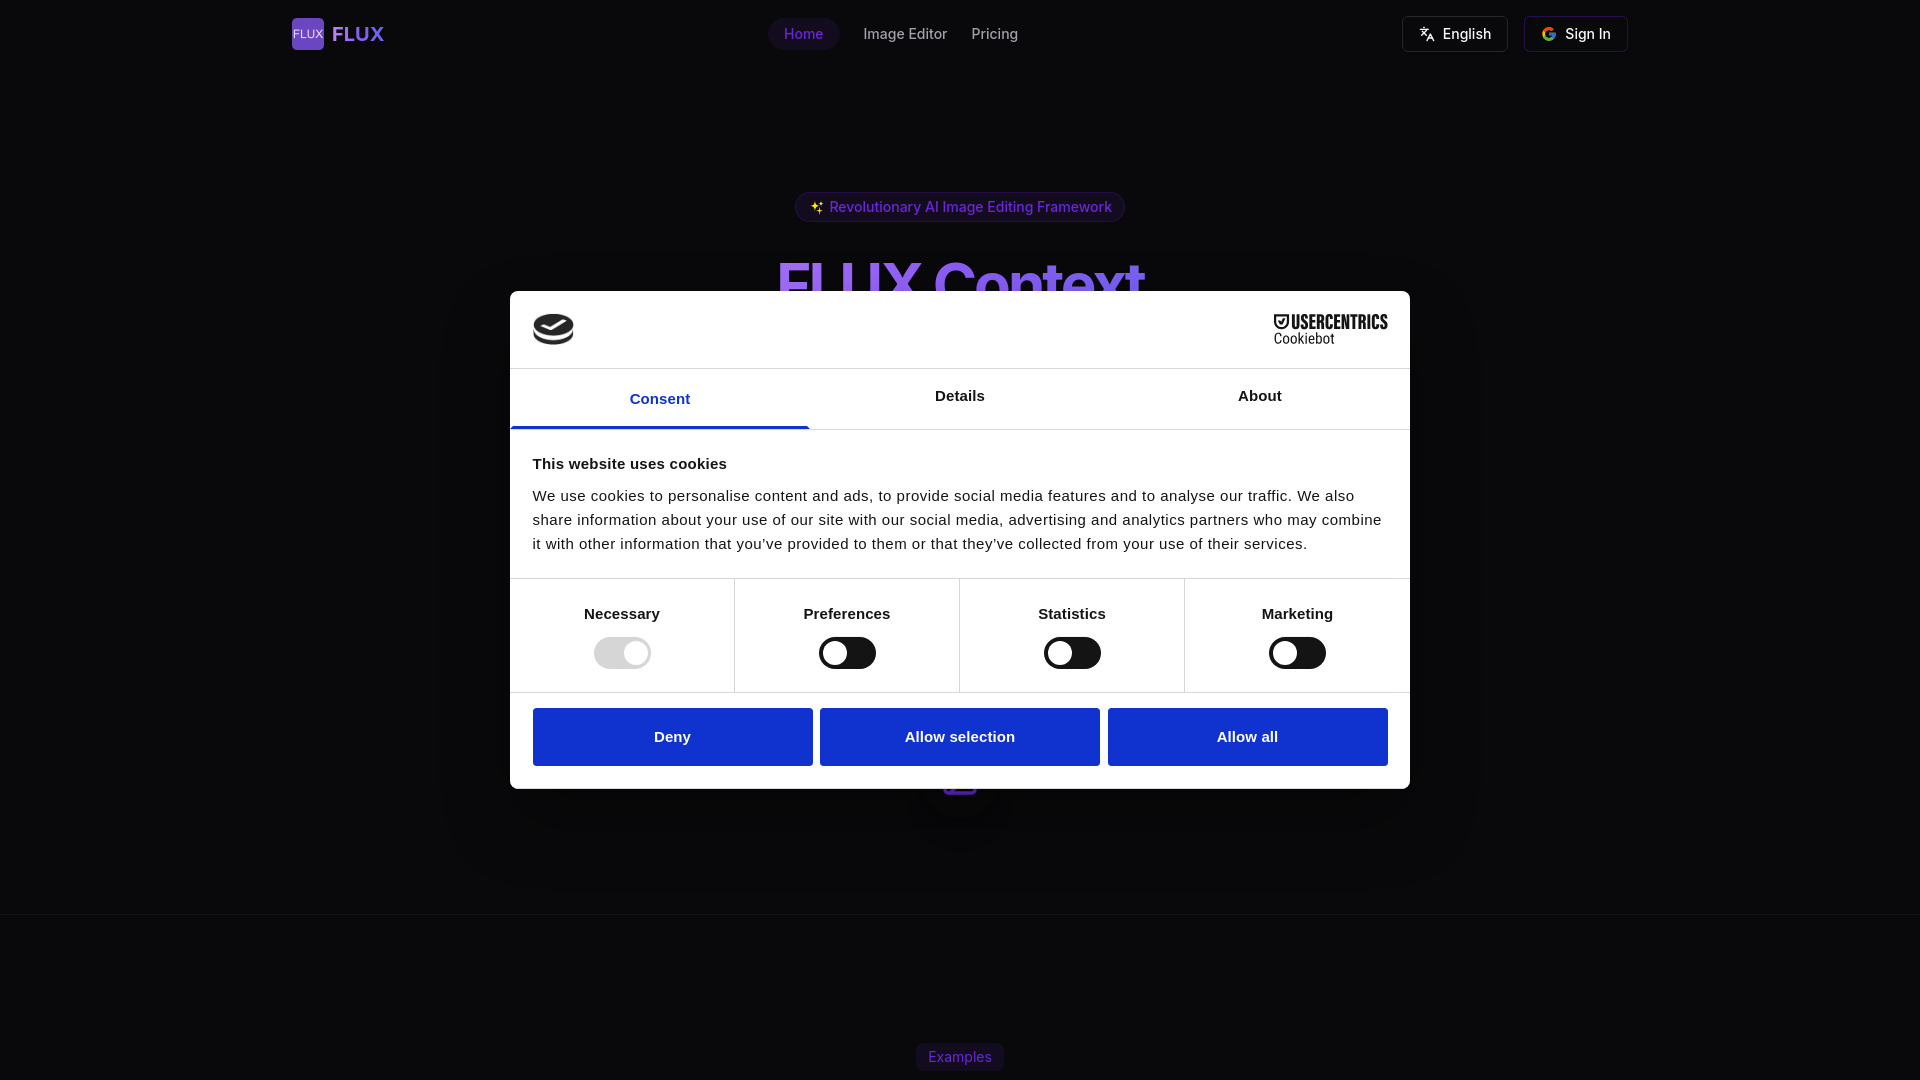 FLUX
FLUX
Home
Image Editor
Pricing
English
Sign In
Revolutionary AI Image Editing Framework
FLUX Context
USERCENTRICS
Cookiebot
Consent
Details
About
This website uses cookies
We use cookies to personalise content and ads, to provide social media features and to analyse our traffic. We also
share information about your use of our site with our social media, advertising and analytics partners who may combine
it with other information that you’ve provided to them or that they’ve collected from your use of their services.
Necessary
Preferences
Statistics
Marketing
Deny
Allow selection
Allow all
Examples